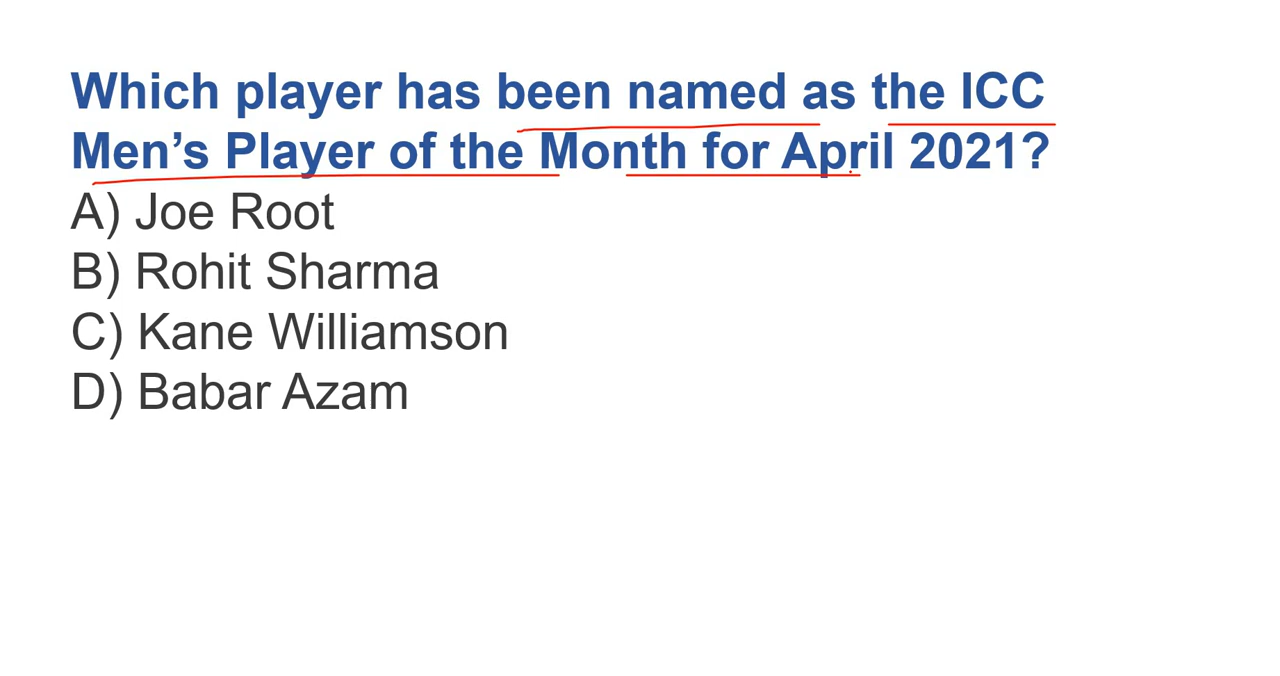 Which player has been named as the ICC
Men’s Player of the Month for April 2021?
A) Joe Root
B) Rohit Sharma
C) Kane Williamson
D) Babar Azam